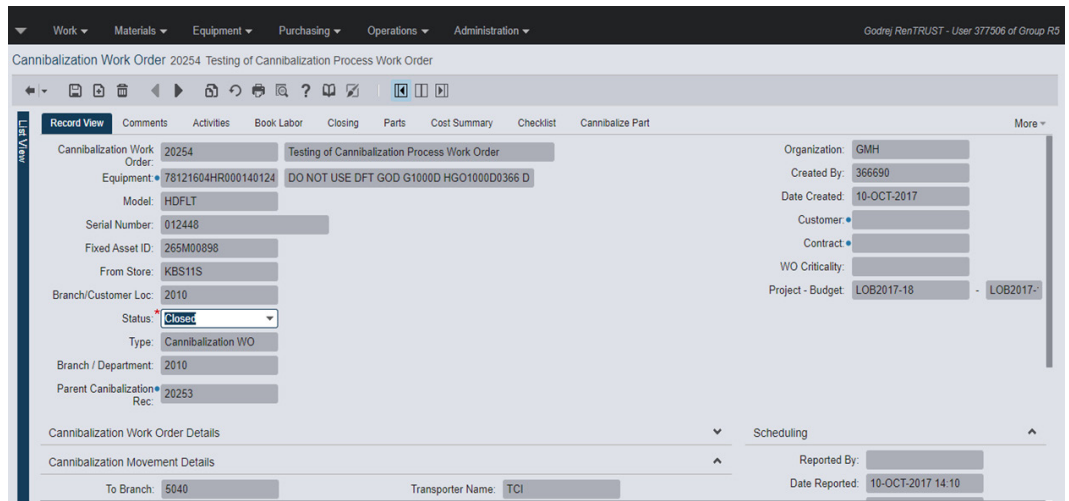 Work Materials Equipment Purchasing Operations Administration Godrej RenTRUST - User 377506 of Group R5
Cannibalization Work Order 20254 Testing of Cannibalization Process Work Order
List View
Record View Comments Activities Book Labor Closing Parts Cost Summary Checklist Cannibalize Part More
Cannibalization Work Order: 20254 Testing of Cannibalization Process Work Order
Equipment: 78121604HR000140124 DO NOT USE DFT GOD G1000D HGO1000D0366 D
Model: HDFLT
Serial Number: 012448
Fixed Asset ID: 265M00898
From Store: KBS11S
Branch/Customer Loc: 2010
Status: * Closed
Type: Cannibalization WO
Branch / Department: 2010
Parent Canibalization Rec: 20253
Organization: GMH
Created By: 366690
Date Created: 10-OCT-2017
Customer:
Contract:
WO Criticality:
Project - Budget: LOB2017-18 - LOB2017-
Cannibalization Work Order Details
Cannibalization Movement Details
To Branch: 5040 Transporter Name: TCI
Scheduling
Reported By:
Date Reported: 10-OCT-2017 14:10